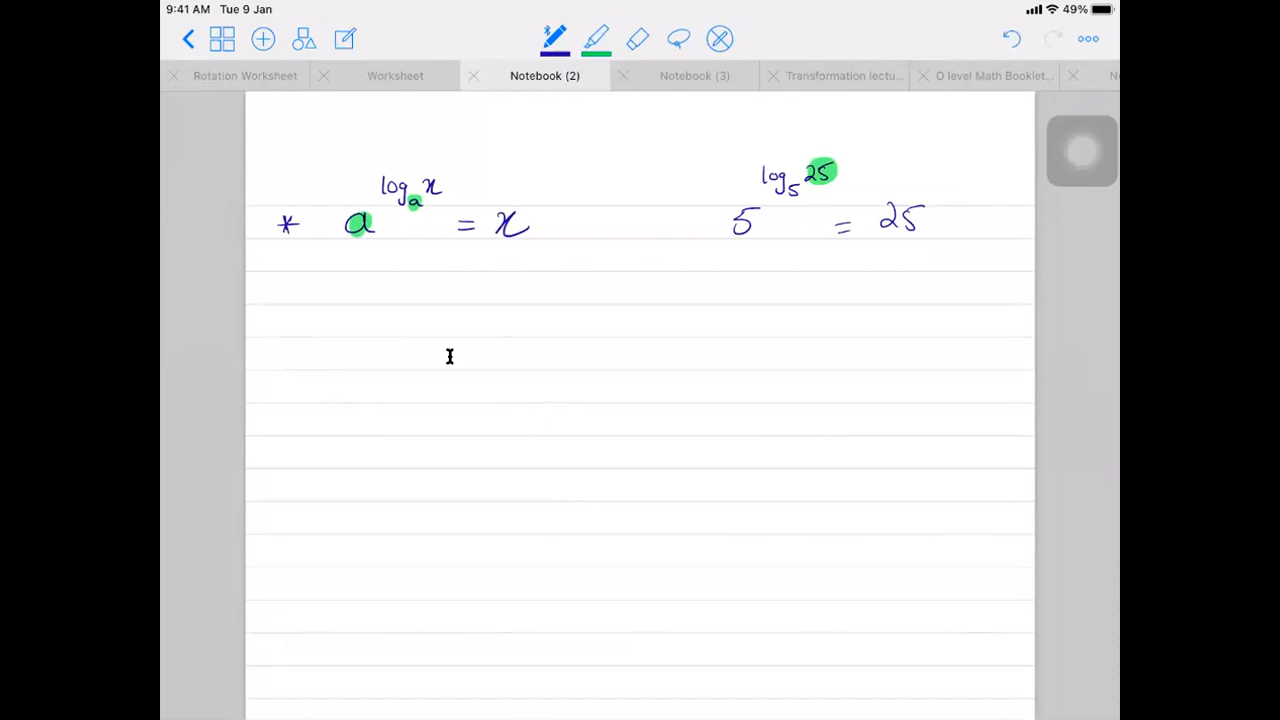 9:41 AM Tue 9 Jan 49%
Rotation Worksheet Worksheet Notebook (2) Notebook (3) Transformation lectu... O level Math Booklet...
* a^{log_a x} = x 5^{log_5 25} = 25